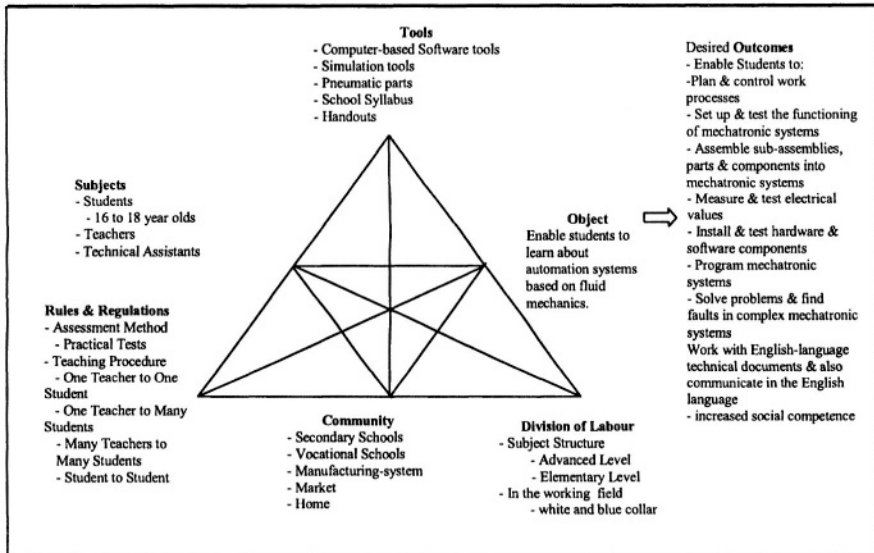 Tools
- Computer-based Software tools
- Simulation tools
- Pneumatic parts
- School Syllabus
- Handouts
Subjects
- Students
- 16 to 18 year olds
- Teachers
- Technical Assistants
Object
Enable students to
learn about
automation systems
based on fluid
mechanics.
Desired Outcomes
- Enable Students to:
-Plan & control work
processes
- Set up & test the functioning
of mechatronic systems
- Assemble sub-assemblies,
parts & components into
mechatronic systems
- Measure & test electrical
values
- Install & test hardware &
software components
- Program mechatronic
systems
- Solve problems & find
faults in complex mechatronic
systems
Work with English-language
technical documents & also
communicate in the English
language
- increased social competence
Rules & Regulations
- Assessment Method
- Practical Tests
- Teaching Procedure
- One Teacher to One
Student
- One Teacher to Many
Students
- Many Teachers to
Many Students
- Student to Student
Community
- Secondary Schools
- Vocational Schools
- Manufacturing-system
- Market
- Home
Division of Labour
- Subject Structure
- Advanced Level
- Elementary Level
- In the working field
- white and blue collar